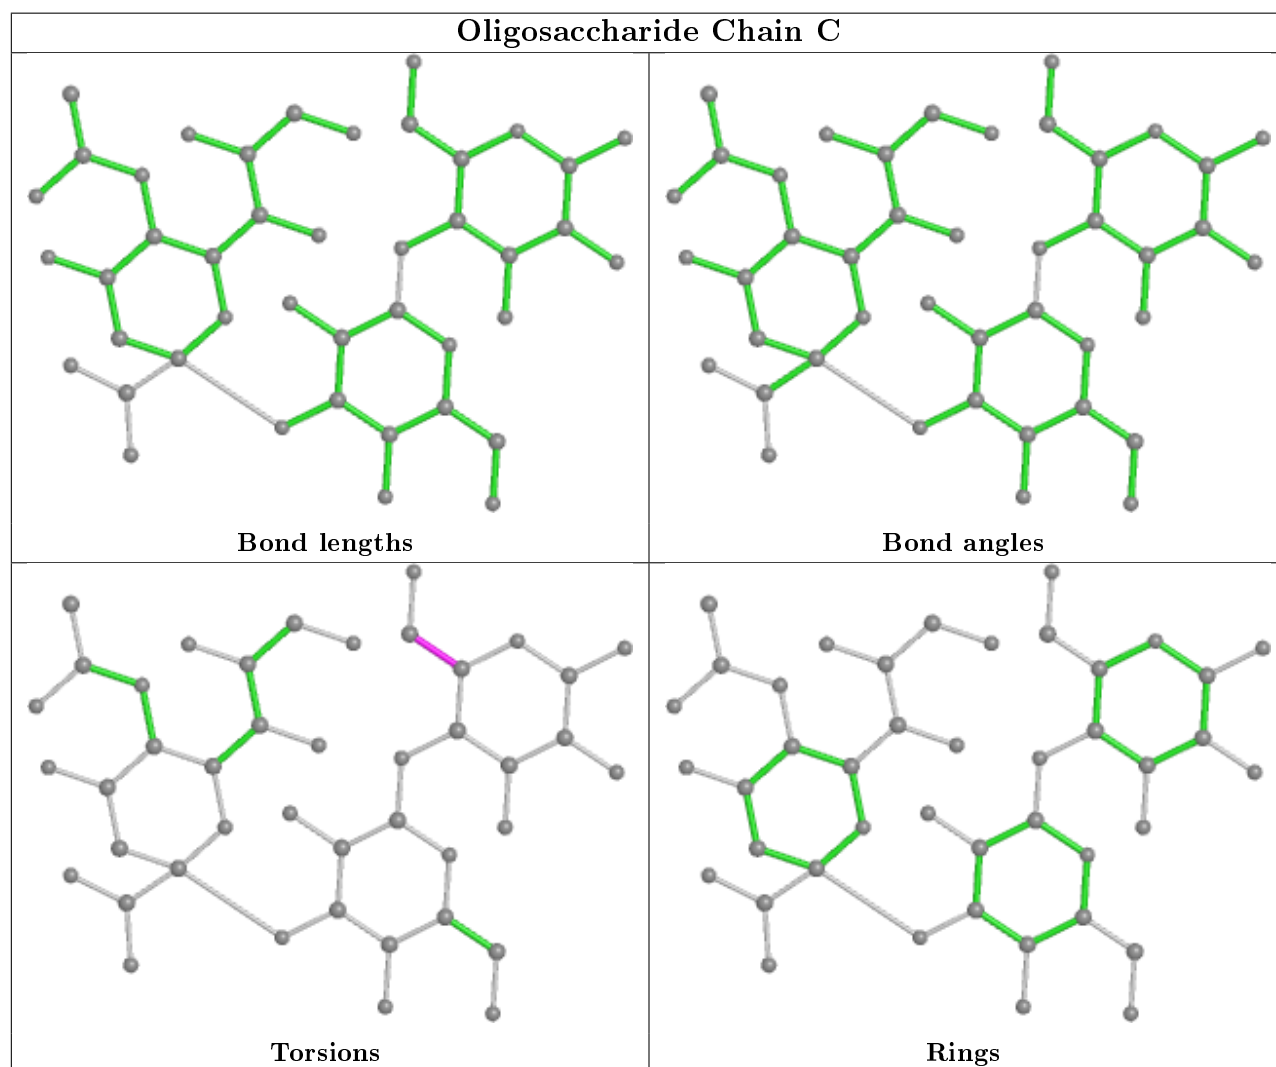 Oligosaccharide Chain C
Bond lengths
Bond angles
Torsions
Rings